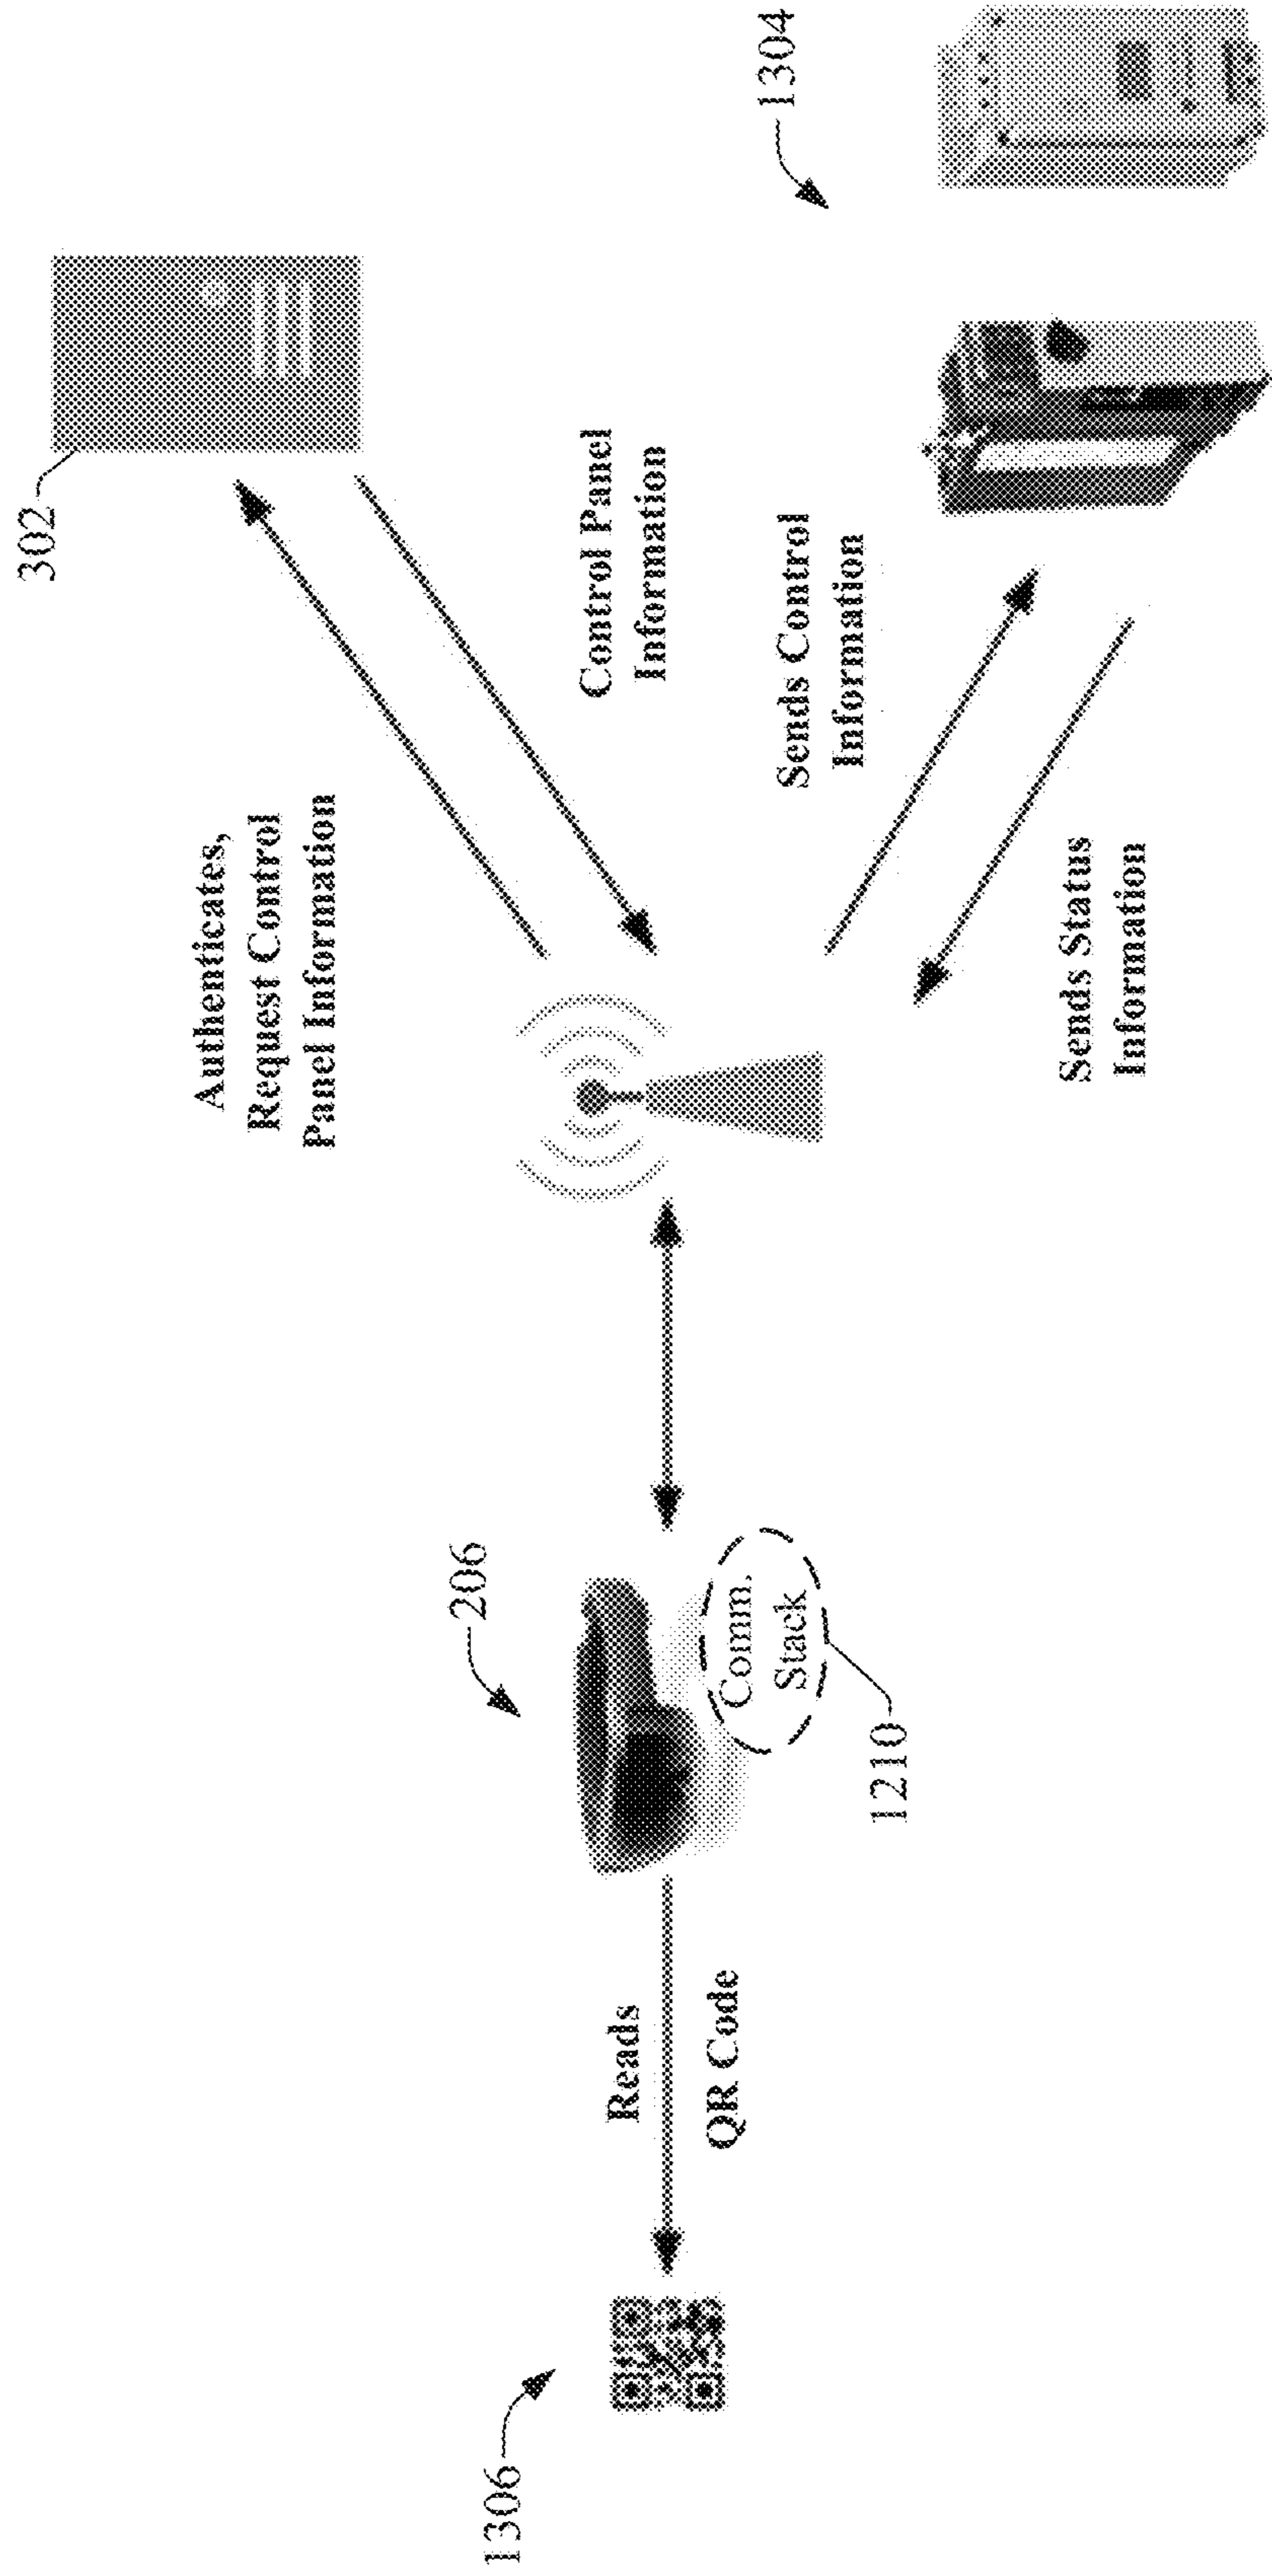 302
Authenticates,
Request Control
Panel Information
Control Panel
Information
1304
Sends Control
Information
Sends Status
Information
206
Comm.
Stack
1210
Reads
QR Code
1306